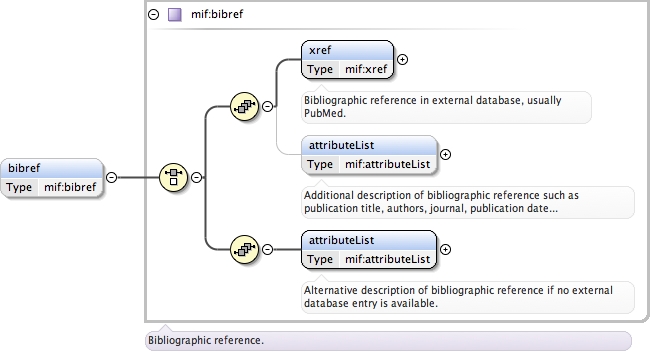 mif:bibref
xref
Type mif:xref
Bibliographic reference in external database, usually
PubMed.
attributeList
Type mif:attributeList
Additional description of bibliographic reference such as
publication title, authors, journal, publication date...
bibref
Type mif:bibref
attributeList
Type mif:attributeList
Alternative description of bibliographic reference if no external
database entry is available.
Bibliographic reference.